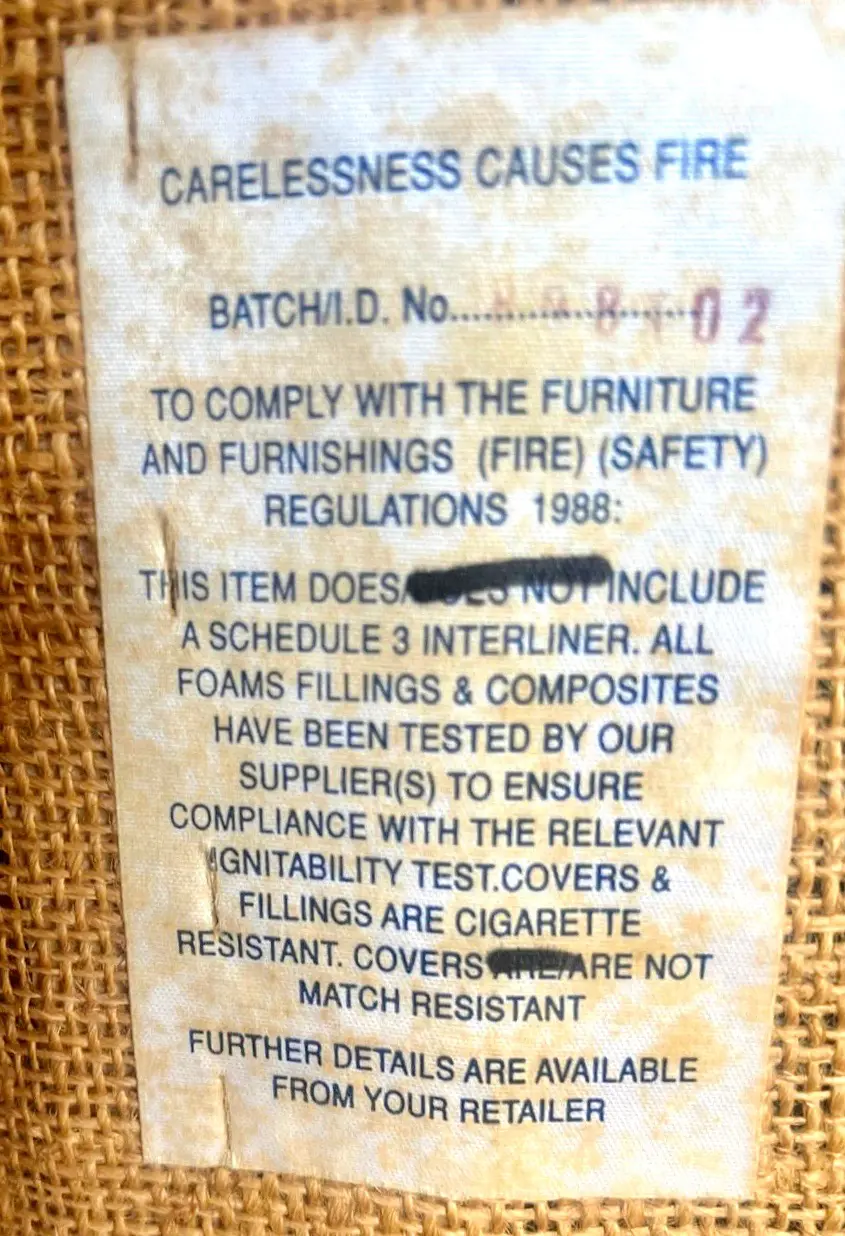 CARELESSNESS CAUSES FIRE
BATCH/I.D. No.................... 02
TO COMPLY WITH THE FURNITURE
AND FURNISHINGS (FIRE) (SAFETY)
REGULATIONS 1988:
THIS ITEM DOES/DOES NOT INCLUDE
A SCHEDULE 3 INTERLINER. ALL
FOAMS FILLINGS & COMPOSITES
HAVE BEEN TESTED BY OUR
SUPPLIER(S) TO ENSURE
COMPLIANCE WITH THE RELEVANT
IGNITABILITY TEST.COVERS &
FILLINGS ARE CIGARETTE
RESISTANT. COVERS ARE/ARE NOT
MATCH RESISTANT
FURTHER DETAILS ARE AVAILABLE
FROM YOUR RETAILER